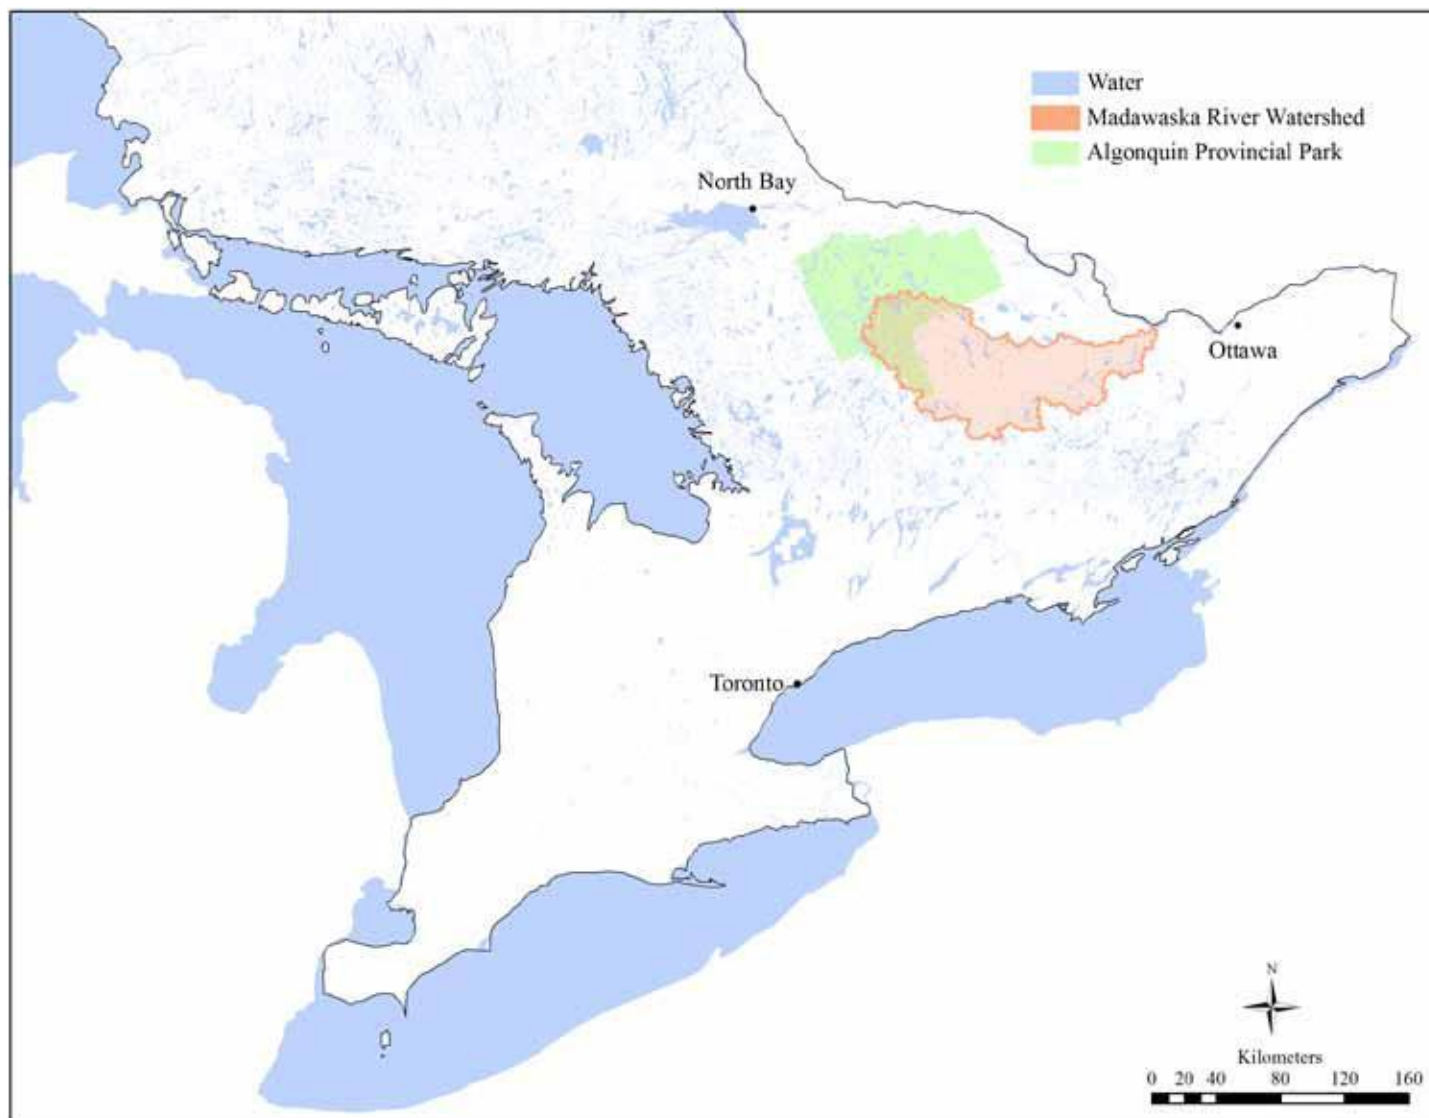 Water
Madawaska River Watershed
Algonquin Provincial Park
North Bay
Ottawa
Toronto
N
Kilometers
0 20 40 80 120 160